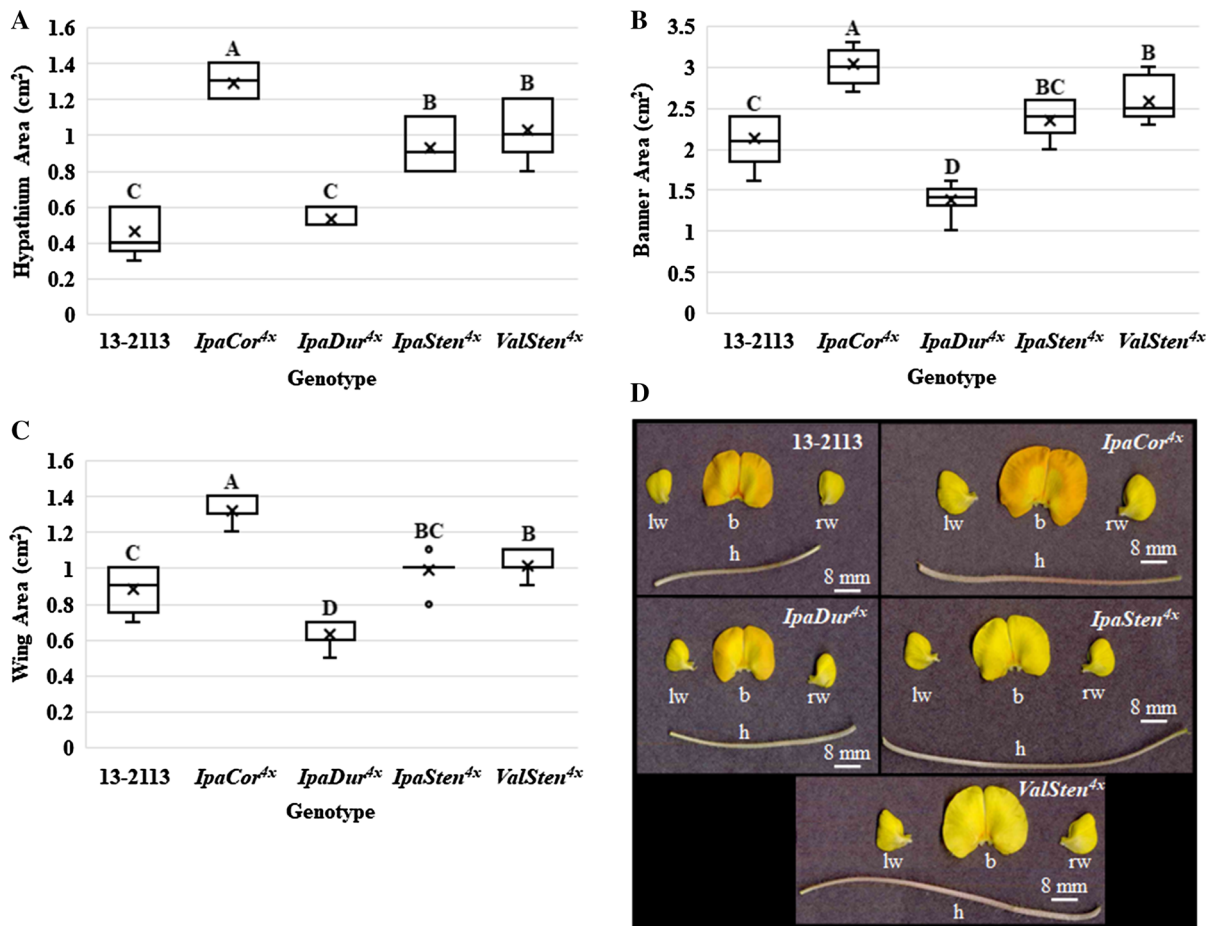 A
Hypathium Area (cm²)
1.6
1.4
1.2
1
0.8
0.6
0.4
0.2
0
C
A
C
B
B
13-2113
IpaCor4x
IpaDur4x
IpaSten4x
ValSten4x
Genotype
B
Banner Area (cm²)
3.5
3
2.5
2
1.5
1
0.5
0
C
A
D
BC
B
13-2113
IpaCor4x
IpaDur4x
IpaSten4x
ValSten4x
Genotype
C
Wing Area (cm²)
1.6
1.4
1.2
1
0.8
0.6
0.4
0.2
0
C
A
D
BC
B
13-2113
IpaCor4x
IpaDur4x
IpaSten4x
ValSten4x
Genotype
D
13-2113
lw
b
rw
h
8 mm
IpaCor4x
lw
b
rw
h
8 mm
IpaDur4x
lw
b
rw
h
8 mm
IpaSten4x
lw
b
rw
h
8 mm
ValSten4x
lw
b
rw
h
8 mm